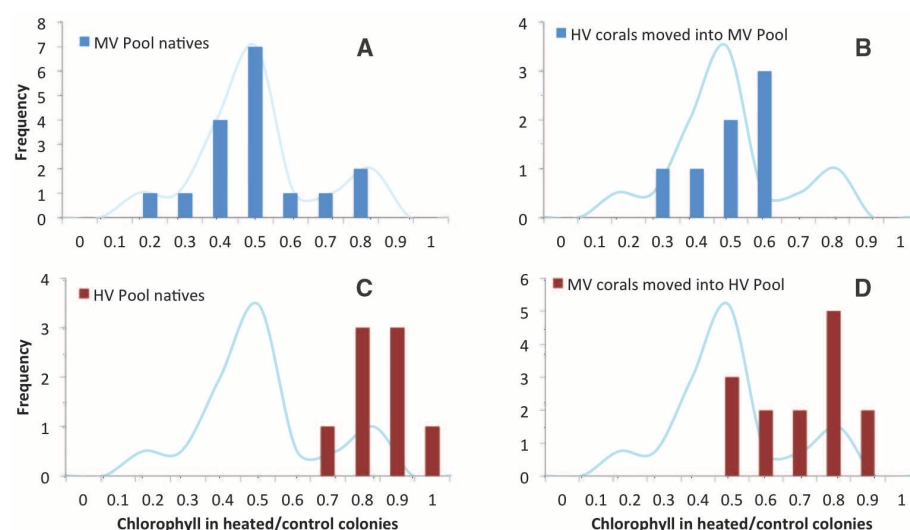 A
MV Pool natives
8
7
6
5
4
3
2
1
0
Frequency
0 0.1 0.2 0.3 0.4 0.5 0.6 0.7 0.8 0.9 1
B
HV corals moved into MV Pool
4
3
2
1
0
0 0.1 0.2 0.3 0.4 0.5 0.6 0.7 0.8 0.9 1
C
HV Pool natives
4
3
2
1
0
Frequency
0 0.1 0.2 0.3 0.4 0.5 0.6 0.7 0.8 0.9 1
Chlorophyll in heated/control colonies
D
MV corals moved into HV Pool
6
5
4
3
2
1
0
0 0.1 0.2 0.3 0.4 0.5 0.6 0.7 0.8 0.9 1
Chlorophyll in heated/control colonies